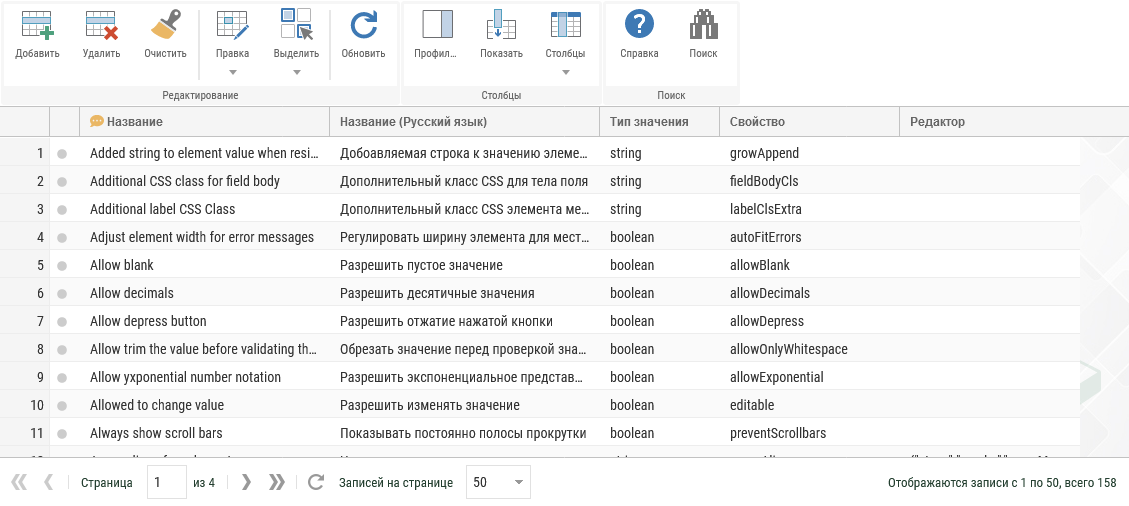 Добавить Удалить Очистить Правка Выделить Обновить Профил... Показать Столбцы Справка Поиск
Редактирование Столбцы Поиск
Название Название (Русский язык) Тип значения Свойство Редактор
1 Added string to element value when resi... Добоавляемая строка к значению элеме... string growAppend
2 Additional CSS class for field body Дополнительный класс CSS для тела поля string fieldBodyCls
3 Additional label CSS Class Дополнительный класс CSS элемента ме... string labelClsExtra
4 Adjust element width for error messages Регулировать ширину элемента для мест... boolean autoFitErrors
5 Allow blank Разрешить пустое значение boolean allowBlank
6 Allow decimals Разрешить десятичные значения boolean allowDecimals
7 Allow depress button Разрешить отжатие нажатой кнопки boolean allowDepress
8 Allow trim the value before validating th... Обрезать значение перед проверкой зна... boolean allowOnlyWhitespace
9 Allow yxponential number notation Разрешить экспоненциальное представ... boolean allowExponential
10 Allowed to change value Разрешить изменять значение boolean editable
11 Always show scroll bars Показывать постоянно полосы прокрутки boolean preventScrollbars
Страница 1 из 4 Записей на странице 50 Отображаются записи с 1 по 50, всего 158